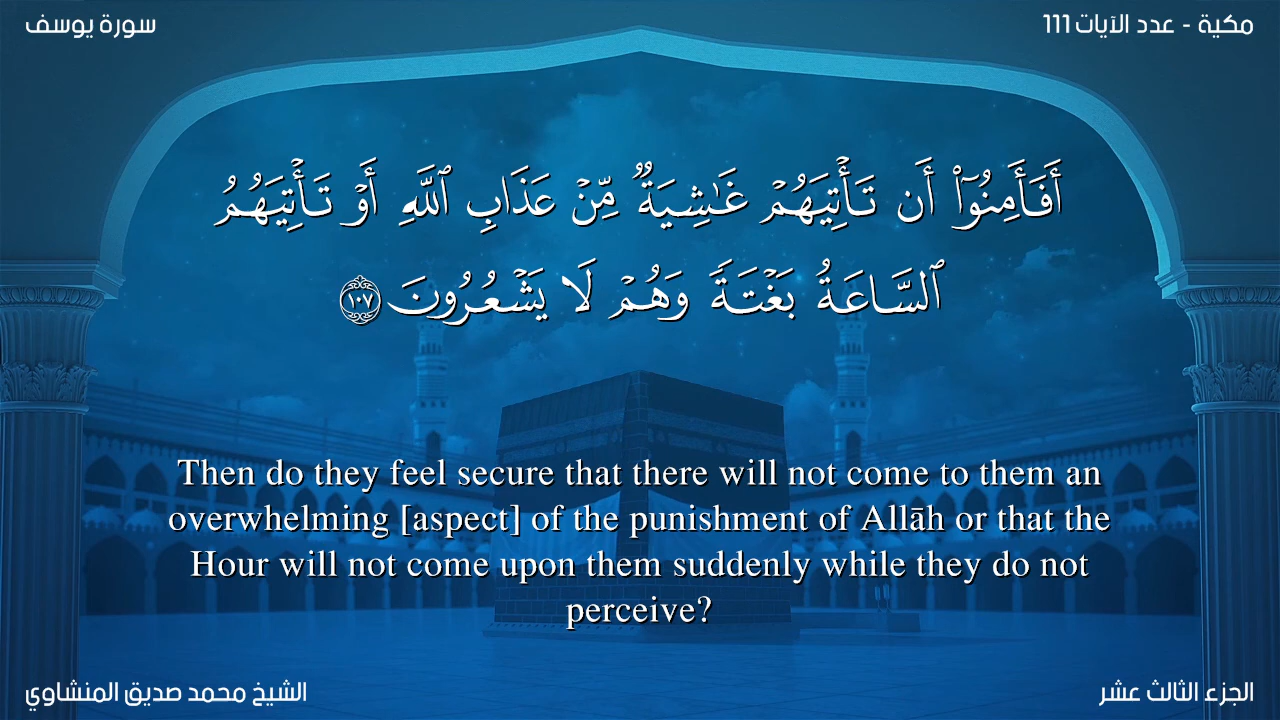 سورة يوسف
مكية - عدد الآيات 111
أَفَأَمِنُوٓا۟ أَن تَأْتِيَهُمْ غَـٰشِيَةٌ مِّنْ عَذَابِ ٱللَّهِ أَوْ تَأْتِيَهُمُ
ٱلسَّاعَةُ بَغْتَةً وَهُمْ لَا يَشْعُرُونَ ١٠٧
Then do they feel secure that there will not come to them an
overwhelming [aspect] of the punishment of Allāh or that the
Hour will not come upon them suddenly while they do not
perceive?
الشيخ محمد صديق المنشاوي
الجزء الثالث عشر